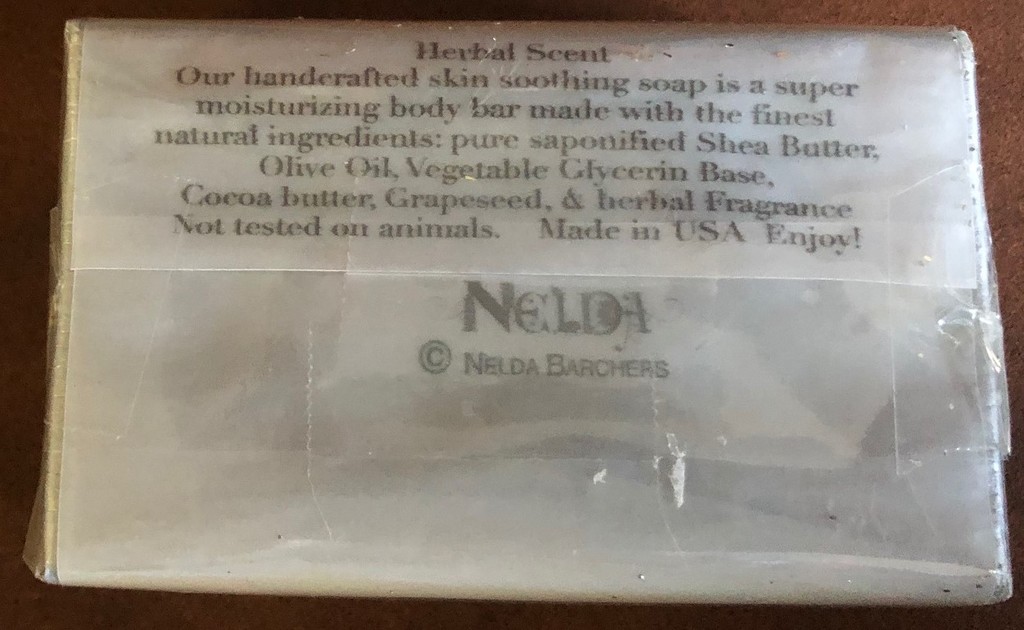 Herbal Scent
Our handcrafted skin soothing soap is a super
moisturizing body bar made with the finest
natural ingredients: pure saponified Shea Butter,
Olive Oil, Vegetable Glycerin Base,
Cocoa butter, Grapeseed, & herbal Fragrance
Not tested on animals. Made in USA Enjoy!
NELDA
© NELDA BARCHERS